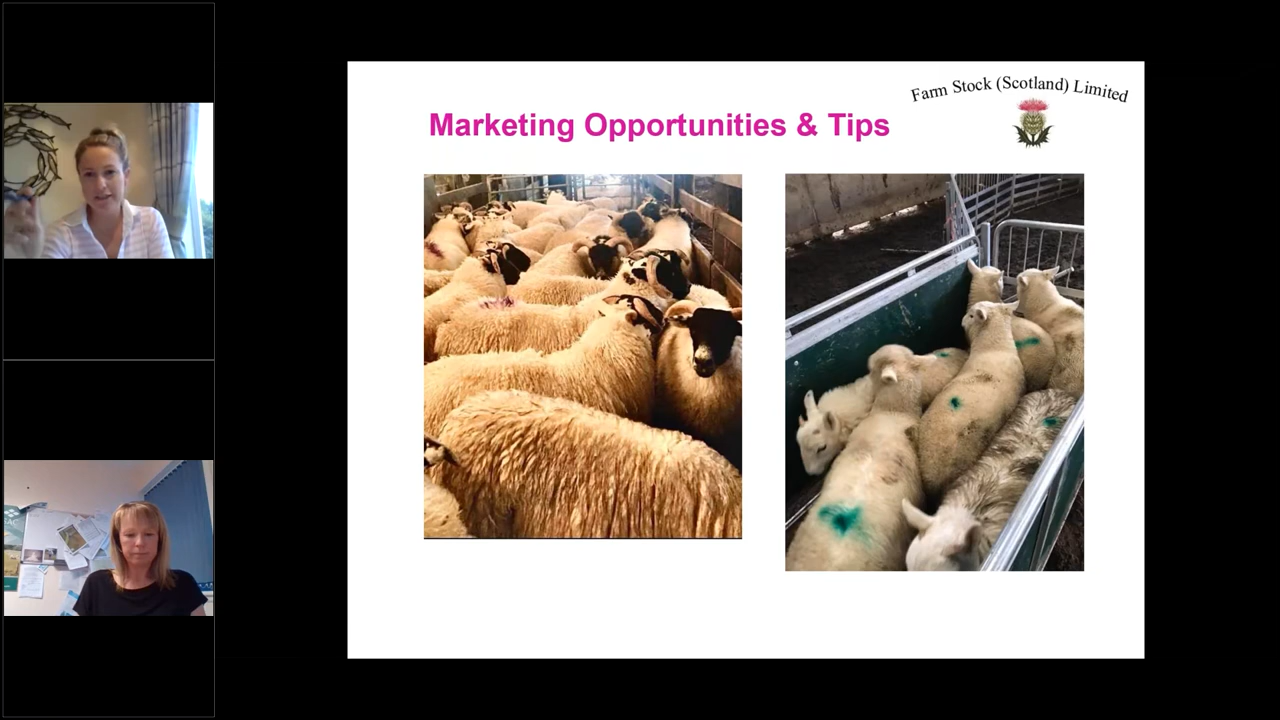 Farm Stock (Scotland) Limited
Marketing Opportunities & Tips